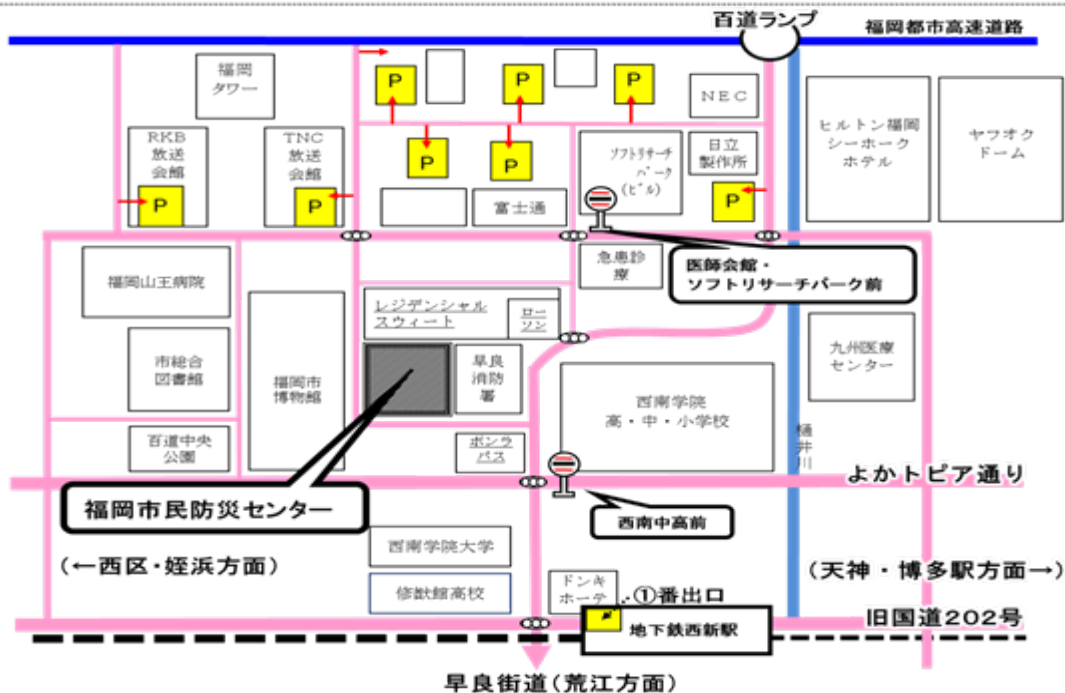 百道ランプ
福岡都市高速道路
福岡
タワー
P
P
P
NEC
ヒルトン福岡
シーホーク
ホテル
ヤフオク
ドーム
RKB
放送
会館
P
TNC
放送
会館
P
P
P
富士通
ソフトリサーチ
パーク
(ビル)
日立
製作所
P
急患診
療
医師会館・
ソフトリサーチパーク前
福岡山王病院
レジデンシャル
スウィート
ローソン
市総合
図書館
福岡市
博物館
早良
消防
署
九州医療
センター
西南学院
高・中・小学校
樋井川
百道中央
公園
ボンラ
パス
よかトピア通り
福岡市民防災センター
西南中高前
(←西区・姪浜方面)
西南学院大学
(天神・博多駅方面→)
修猷館高校
ドンキ
ホーテ
①番出口
地下鉄西新駅
旧国道202号
早良街道(荒江方面)